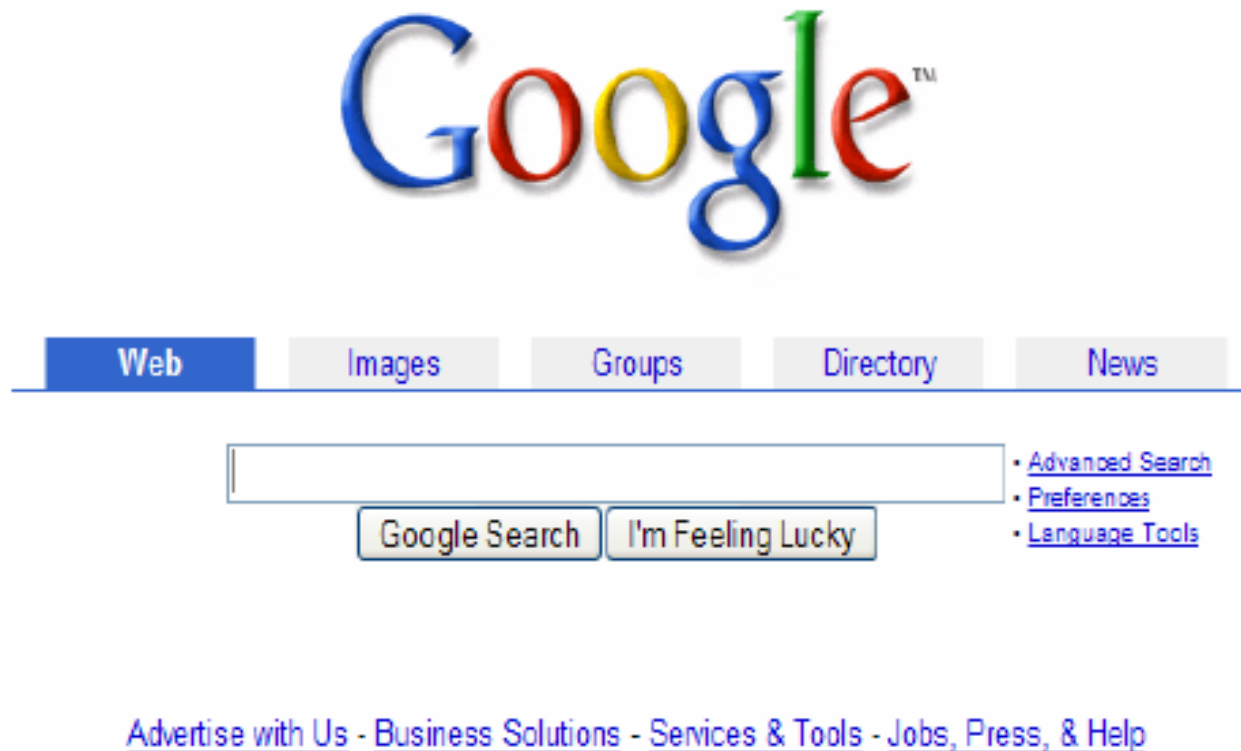 Google™
Web Images Groups Directory News
• Advanced Search
• Preferences
• Language Tools
Google Search I'm Feeling Lucky
Advertise with Us - Business Solutions - Services & Tools - Jobs, Press, & Help